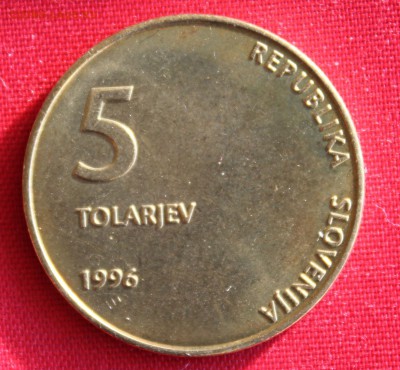 5
TOLARJEV
1996
REPUBLIKA SLOVENIJA